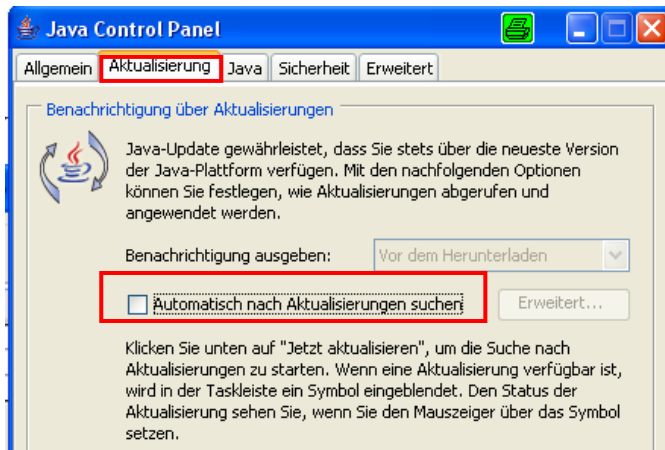 Java Control Panel
Allgemein Aktualisierung Java Sicherheit Erweitert
Benachrichtigung über Aktualisierungen
Java-Update gewährleistet, dass Sie stets über die neueste Version
der Java-Plattform verfügen. Mit den nachfolgenden Optionen
können Sie festlegen, wie Aktualisierungen abgerufen und
angewendet werden.
Benachrichtigung ausgeben: Vor dem Herunterladen
Automatisch nach Aktualisierungen suchen Erweitert...
Klicken Sie unten auf "Jetzt aktualisieren", um die Suche nach
Aktualisierungen zu starten. Wenn eine Aktualisierung verfügbar ist,
wird in der Taskleiste ein Symbol eingeblendet. Den Status der
Aktualisierung sehen Sie, wenn Sie den Mauszeiger über das Symbol
setzen.